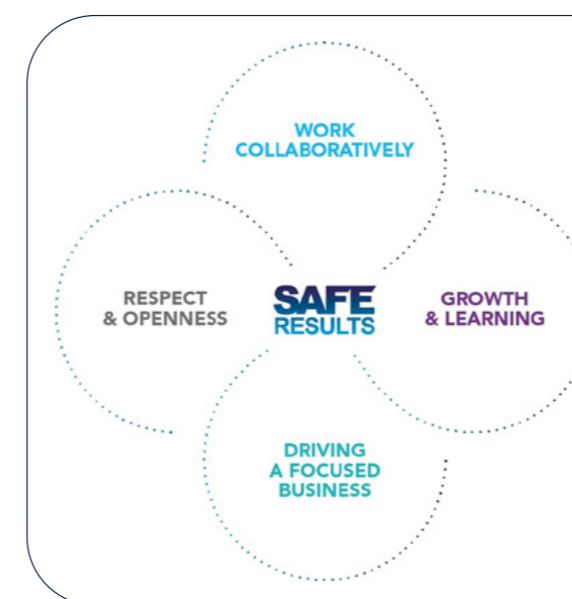 WORK
COLLABORATIVELY
RESPECT
& OPENNESS
SAFE
RESULTS
GROWTH
& LEARNING
DRIVING
A FOCUSED
BUSINESS